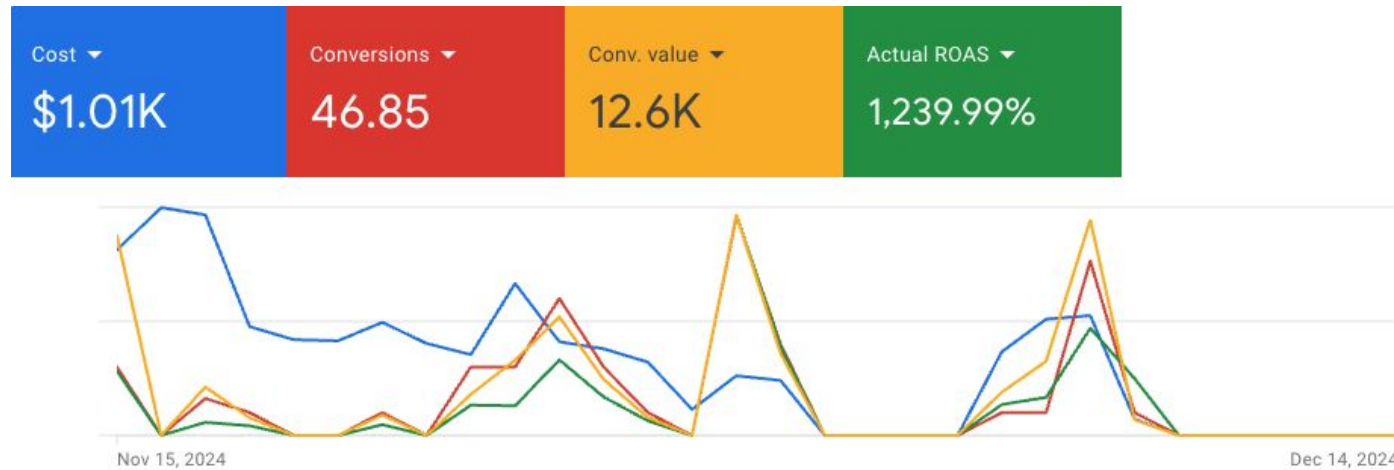 Cost
$1.01K
Conversions
46.85
Conv. value
12.6K
Actual ROAS
1,239.99%
Nov 15, 2024
Dec 14, 2024